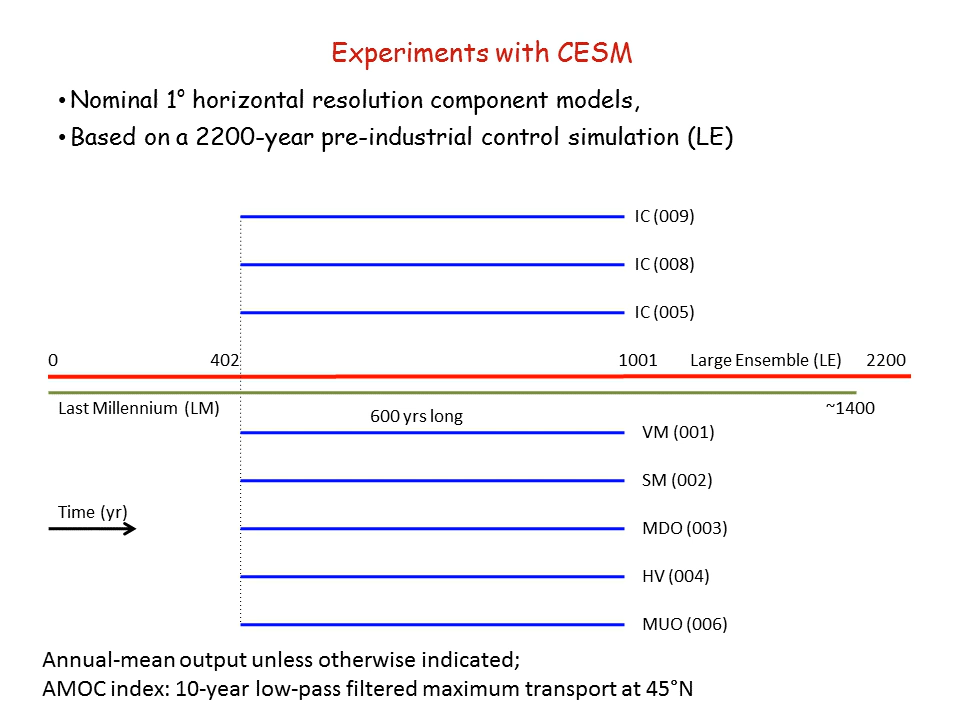 Experiments with CESM
• Nominal 1° horizontal resolution component models,
• Based on a 2200-year pre-industrial control simulation (LE)
IC (009)
IC (008)
IC (005)
0 402 1001 Large Ensemble (LE) 2200
Last Millennium (LM) ~1400
600 yrs long
VM (001)
SM (002)
Time (yr)
MDO (003)
HV (004)
MUO (006)
Annual-mean output unless otherwise indicated;
AMOC index: 10-year low-pass filtered maximum transport at 45°N